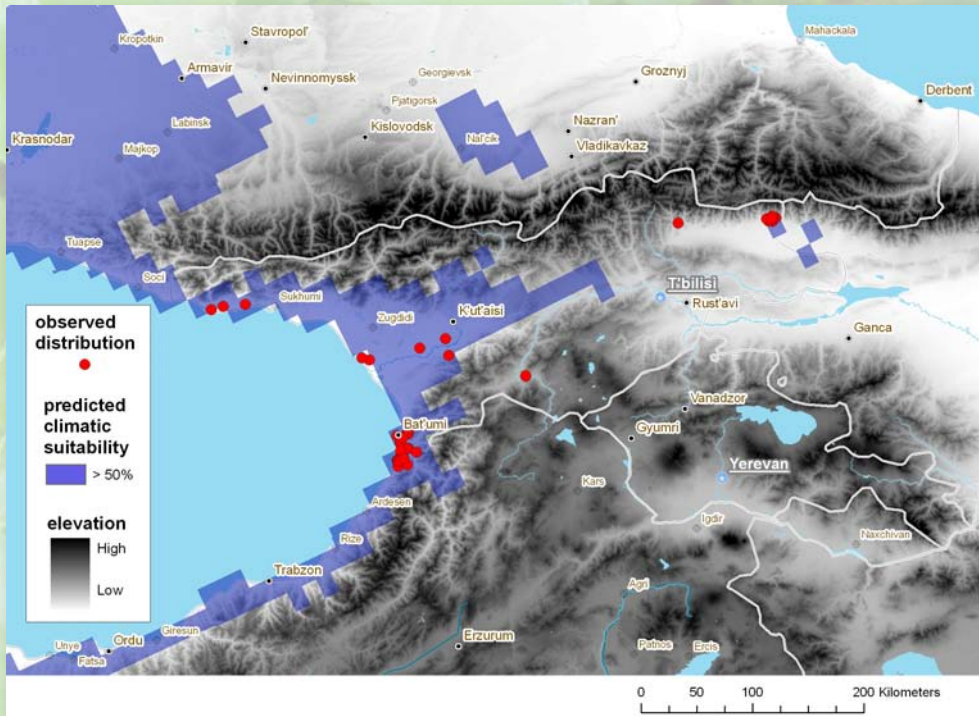 Kropotkin
Stavropol'
Mahackala
Armavir
Nevinnomyssk
Georgievsk
Groznyj
Derbent
Pjatigorsk
Labinsk
Krasnodar
Kislovodsk
Nazran'
Nal'cik
Majkop
Vladikavkaz
Tuapse
Soci
Sukhumi
T'bilisi
Zugdidi
K'ut'aisi
Rust'avi
Ganca
observed
distribution
predicted
climatic
suitability
> 50%
elevation
High
Low
Vanadzor
Bat'umi
Gyumri
Yerevan
Kars
Ardesen
Igdir
Naxchivan
Rize
Trabzon
Agri
Giresun
Unye
Ordu
Fatsa
Erzurum
Patnos
Ercis
0 50 100 200 Kilometers